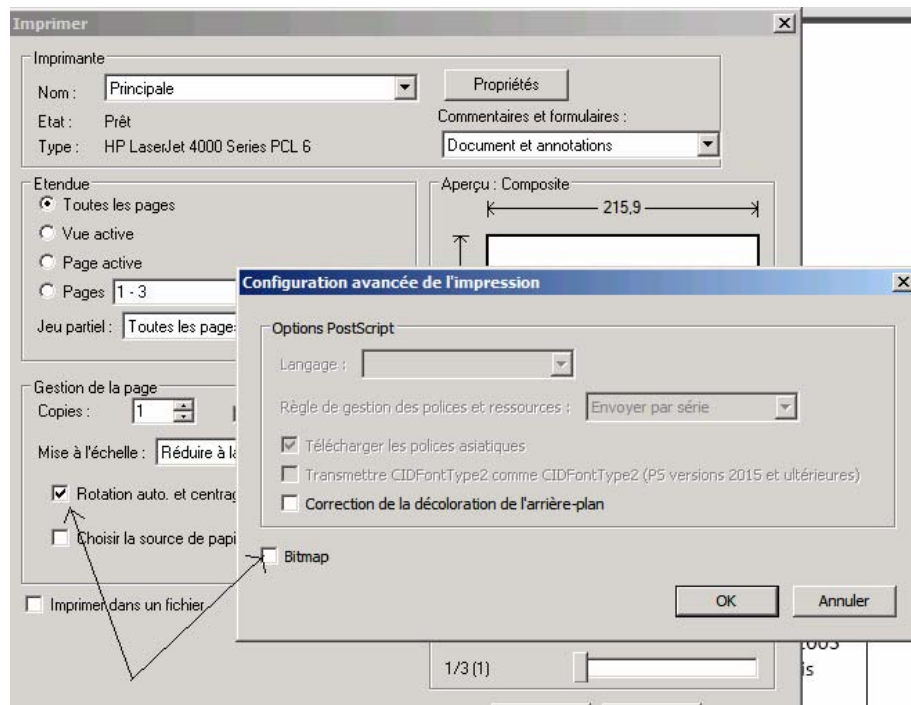 Imprimer
Imprimante
Nom : Principale Propriétés
Etat : Prêt Commentaires et formulaires :
Type : HP LaserJet 4000 Series PCL 6 Document et annotations
Etendue Aperçu : Composite
Toutes les pages 215,9
Vue active
Page active
Pages 1 - 3
Jeu partiel : Toutes les pages
Configuration avancée de l'impression
Options PostScript
Langage :
Règle de gestion des polices et ressources : Envoyer par série
Télécharger les polices asiatiques
Transmettre CIDFontType2 comme CIDFontType2 (PS versions 2015 et ultérieures)
Correction de la décoloration de l'arrière-plan
Bitmap
OK Annuler
Gestion de la page
Copies : 1
Mise à l'échelle : Réduire à la
Rotation auto. et centrag
Choisir la source de papi
Imprimer dans un fichier
1/3 (1)
is